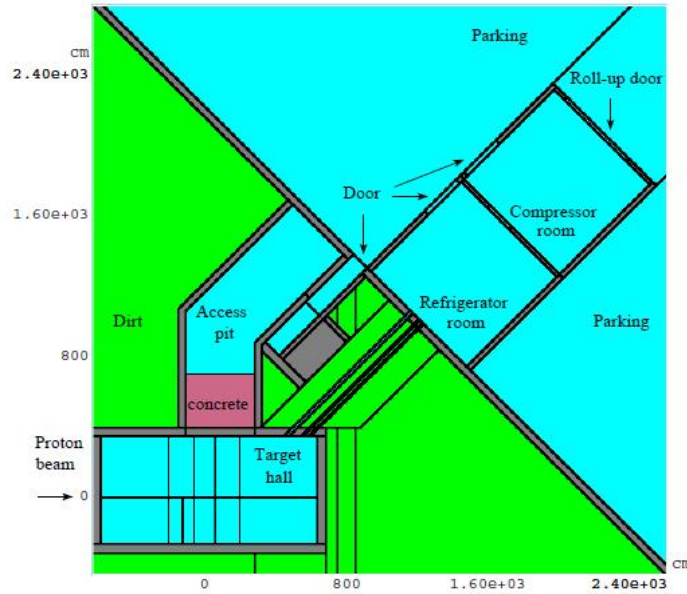 Parking
cm
2.40e+03
Roll-up door
Door
1.60e+03
Compressor
room
Dirt
Access
pit
Refrigerator
room
Parking
800
concrete
Proton
beam
Target
hall
0
cm
0
800
1.60e+03
2.40e+03